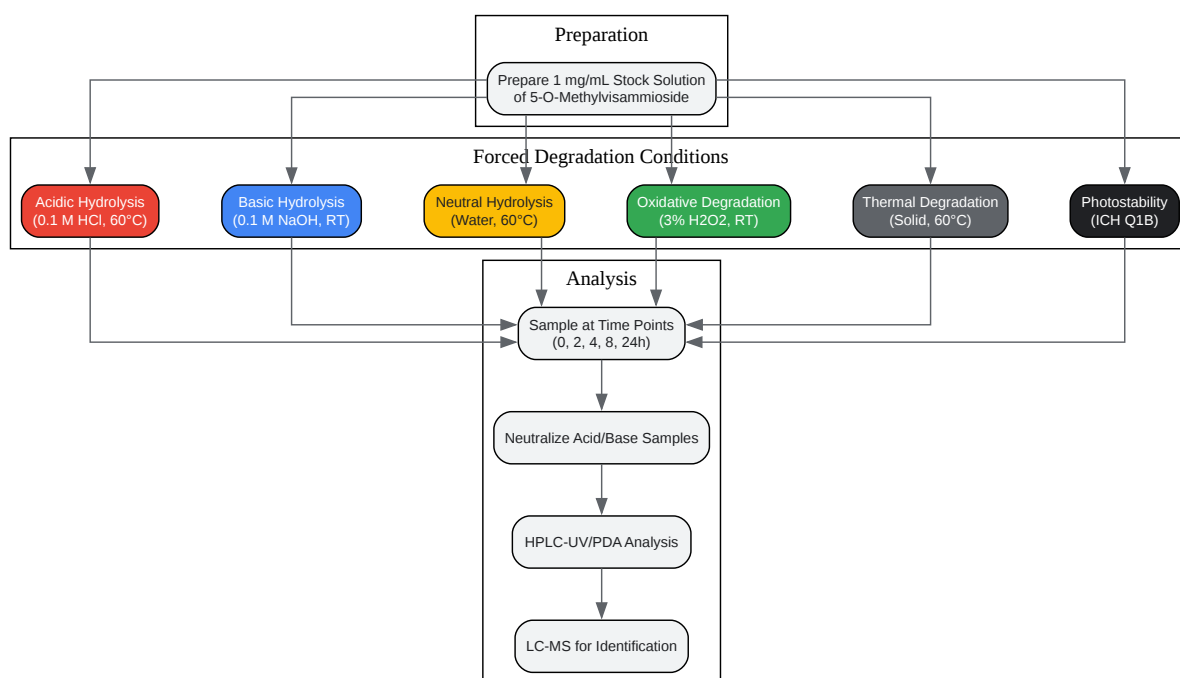 Preparation
Prepare 1 mg/mL Stock Solution
of 5-O-Methylvisammioside
Forced Degradation Conditions
Acidic Hydrolysis
(0.1 M HCl, 60°C)
Basic Hydrolysis
(0.1 M NaOH, RT)
Neutral Hydrolysis
(Water, 60°C)
Oxidative Degradation
(3% H2O2, RT)
Thermal Degradation
(Solid, 60°C)
Photostability
(ICH Q1B)
Analysis
Sample at Time Points
(0, 2, 4, 8, 24h)
Neutralize Acid/Base Samples
HPLC-UV/PDA Analysis
LC-MS for Identification